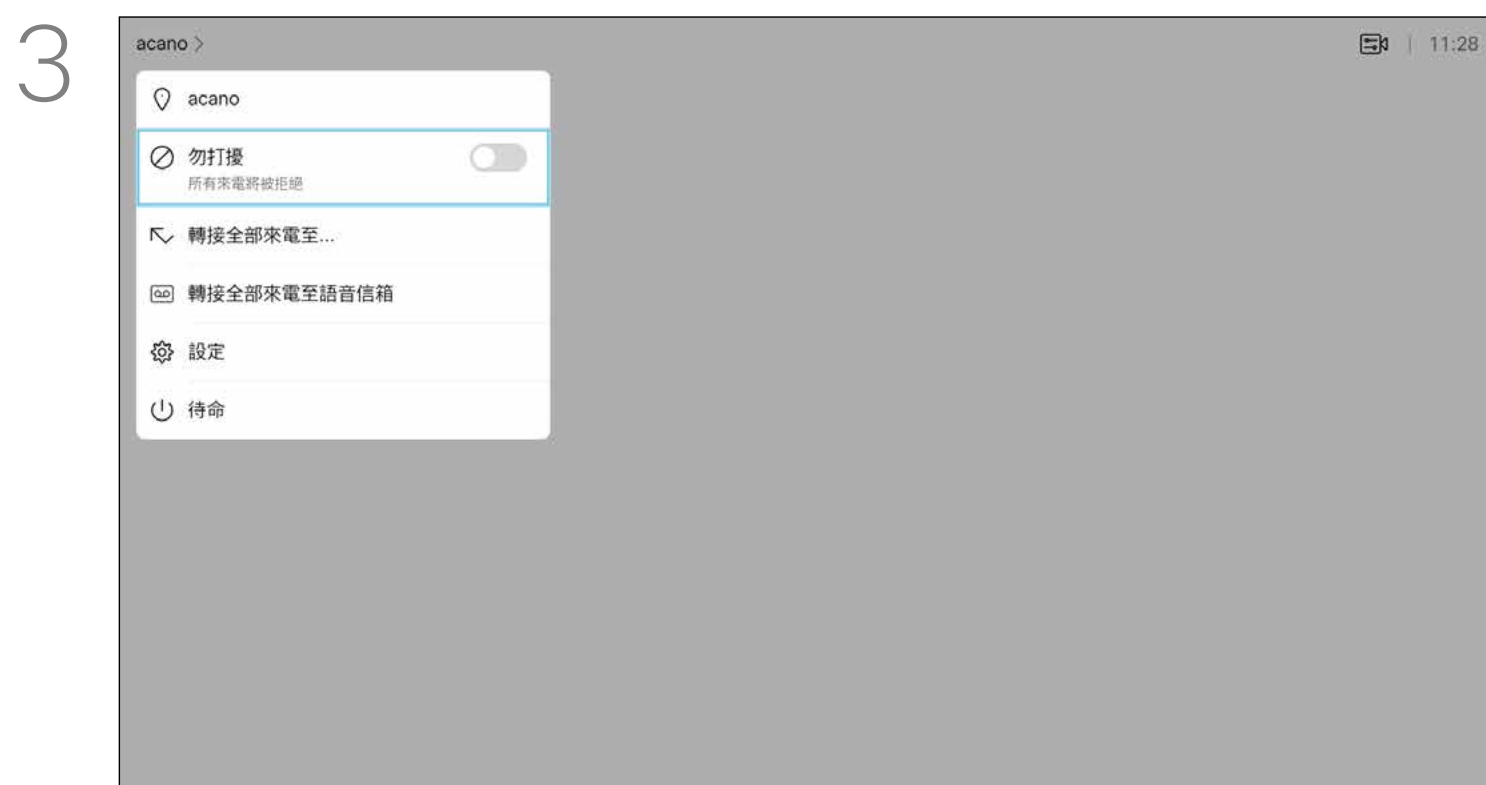 3
acano >
11:28
acano
勿打擾
所有來電將被拒絕
轉接全部來電至...
轉接全部來電至語音信箱
設定
待命